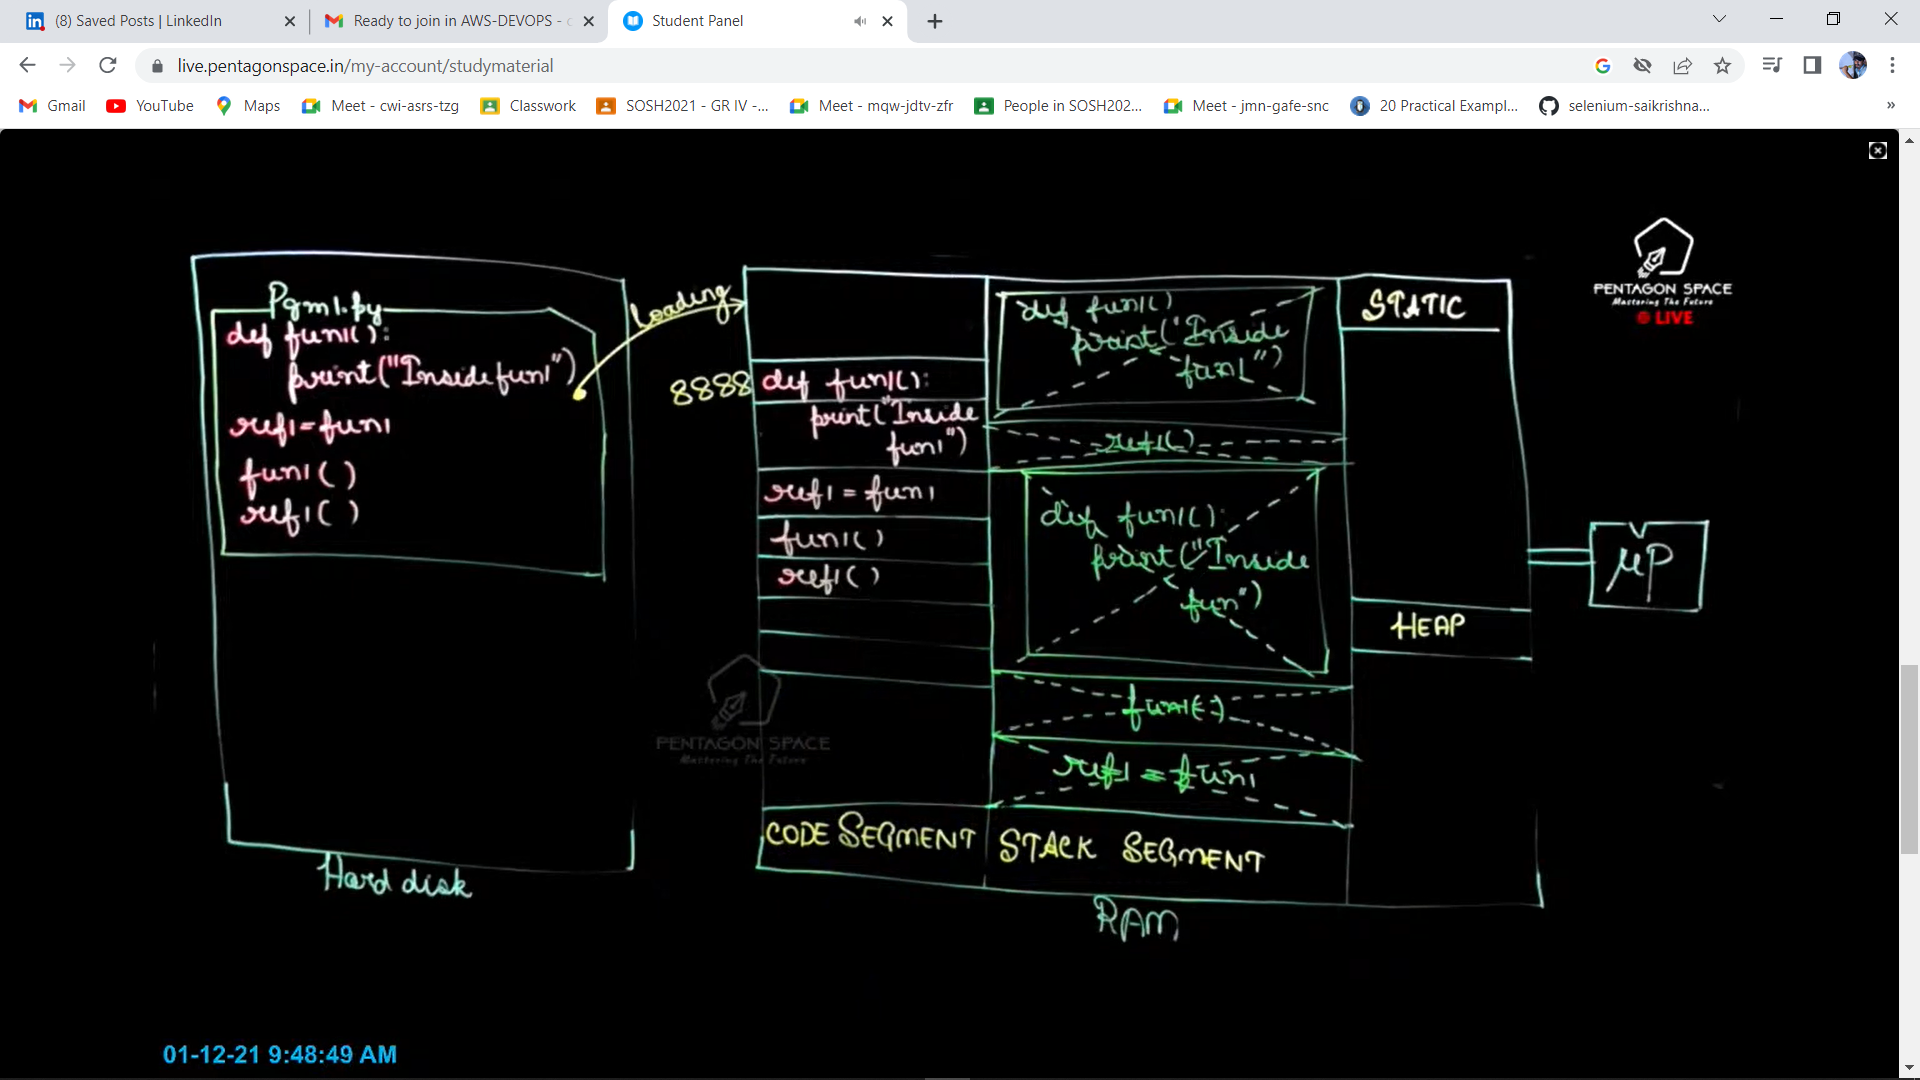 (8) Saved Posts | LinkedIn
Ready to join in AWS-DEVOPS - c
Student Panel
live.pentagonspace.in/my-account/studymaterial
Gmail
YouTube
Maps
Meet - cwi-asrs-tzg
Classwork
SOSH2021 - GR IV -...
Meet - mqw-jdtv-zfr
People in SOSH202...
Meet - jmn-gafe-snc
20 Practical Exampl...
selenium-saikrishna...
»
PENTAGON SPACE
Mastering The Future
LIVE
Pgm1.py
def fun1():
print("Inside fun1")
ref1=fun1
fun1()
ref1()
Hard disk
Loading
8888
def fun1():
print("Inside
fun1")
ref1=fun1
fun1()
ref1()
CODE SEGMENT
def fun1()
print("Inside
fun1")
ref1()
def fun1():
print("Inside
fun")
fun1()
ref1=fun1
STACK SEGMENT
RAM
STATIC
HEAP
μP
PENTAGON SPACE
Mastering The Future
01-12-21 9:48:49 AM